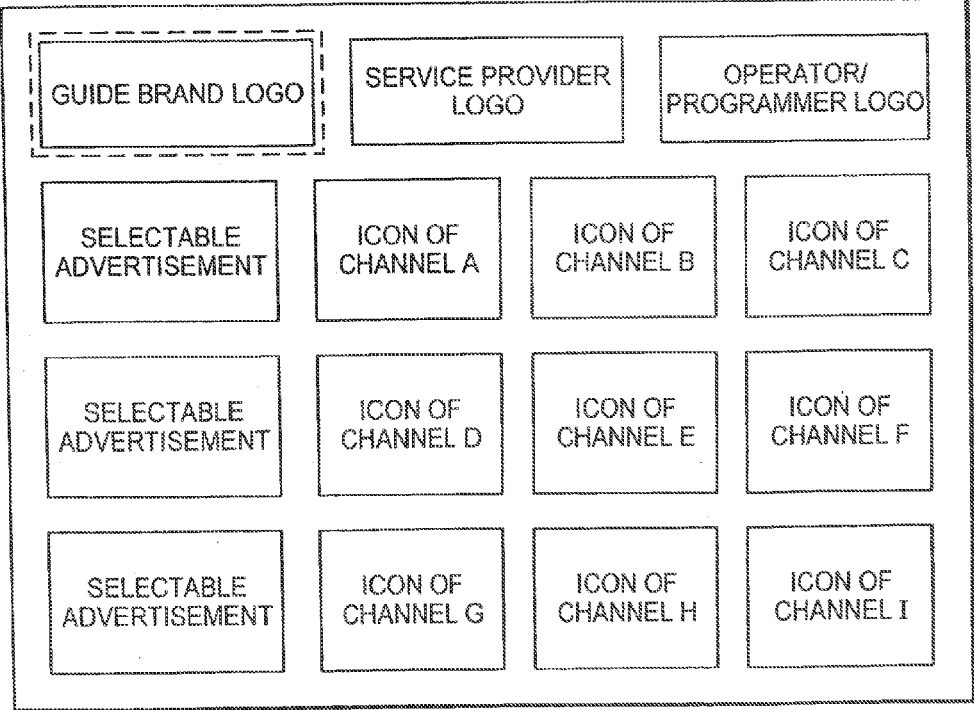 GUIDE BRAND LOGO
SERVICE PROVIDER
LOGO
OPERATOR/
PROGRAMMER LOGO
SELECTABLE
ADVERTISEMENT
ICON OF
CHANNEL A
ICON OF
CHANNEL B
ICON OF
CHANNEL C
SELECTABLE
ADVERTISEMENT
ICON OF
CHANNEL D
ICON OF
CHANNEL E
ICON OF
CHANNEL F
SELECTABLE
ADVERTISEMENT
ICON OF
CHANNEL G
ICON OF
CHANNEL H
ICON OF
CHANNEL I